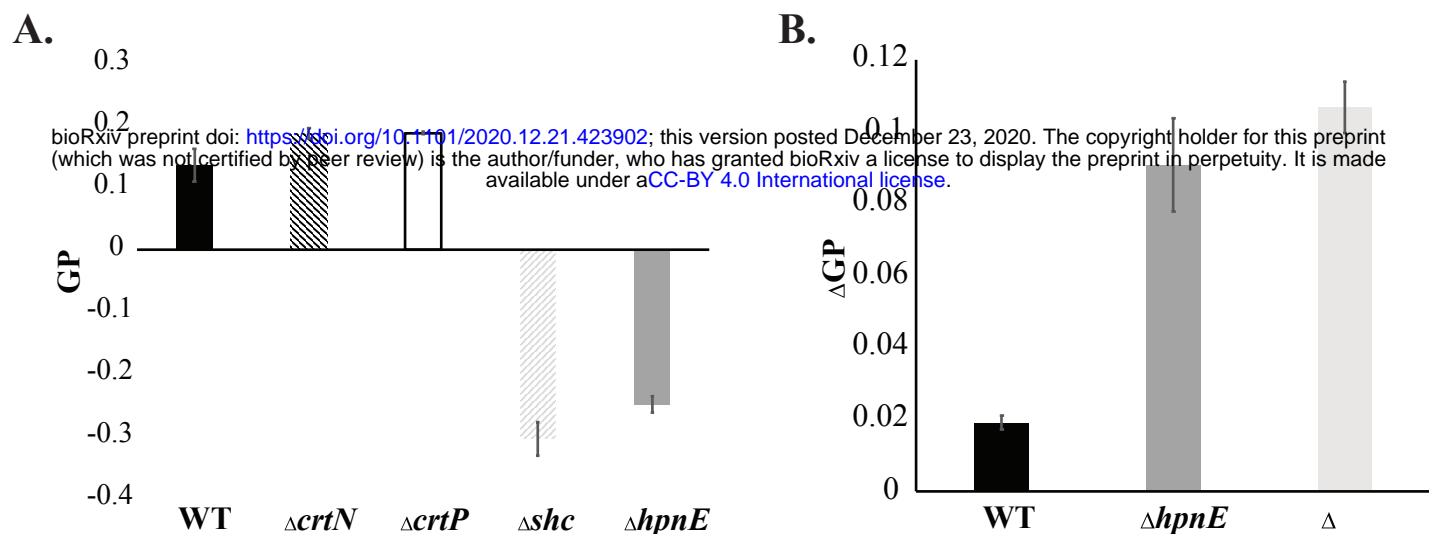 A.
B.
0.3
0.2
0.1
0
-0.1
-0.2
-0.3
-0.4
GP
WT ΔcrtN ΔcrtP Δshc ΔhpnE
bioRxiv preprint doi: https://doi.org/10.1101/2020.12.21.423902; this version posted December 23, 2020. The copyright holder for this preprint
(which was not certified by peer review) is the author/funder, who has granted bioRxiv a license to display the preprint in perpetuity. It is made
available under aCC-BY 4.0 International license.
0.12
0.1
0.08
0.06
0.04
0.02
0
ΔGP
WT ΔhpnE Δ